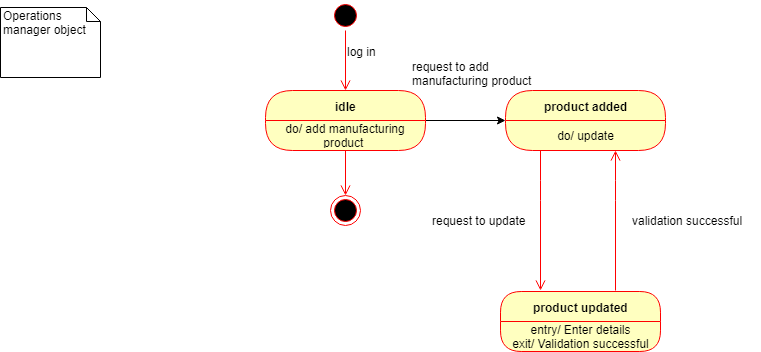 Operations
manager object
log in
request to add
manufacturing product
idle
do/ add manufacturing
product
product added
do/ update
request to update
validation successful
product updated
entry/ Enter details
exit/ Validation successful